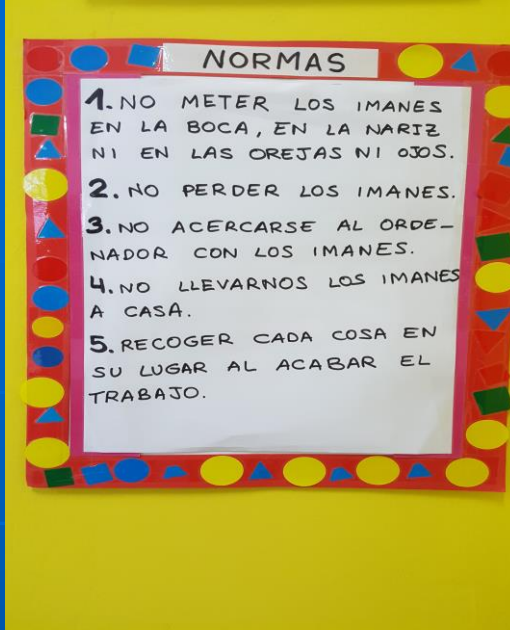 NORMAS
1. NO METER LOS IMANES
EN LA BOCA, EN LA NARIZ
NI EN LAS OREJAS NI OJOS.
2. NO PERDER LOS IMANES.
3. NO ACERCARSE AL ORDE-
NADOR CON LOS IMANES.
4. NO LLEVARNOS LOS IMANES
A CASA.
5. RECOGER CADA COSA EN
SU LUGAR AL ACABAR EL
TRABAJO.